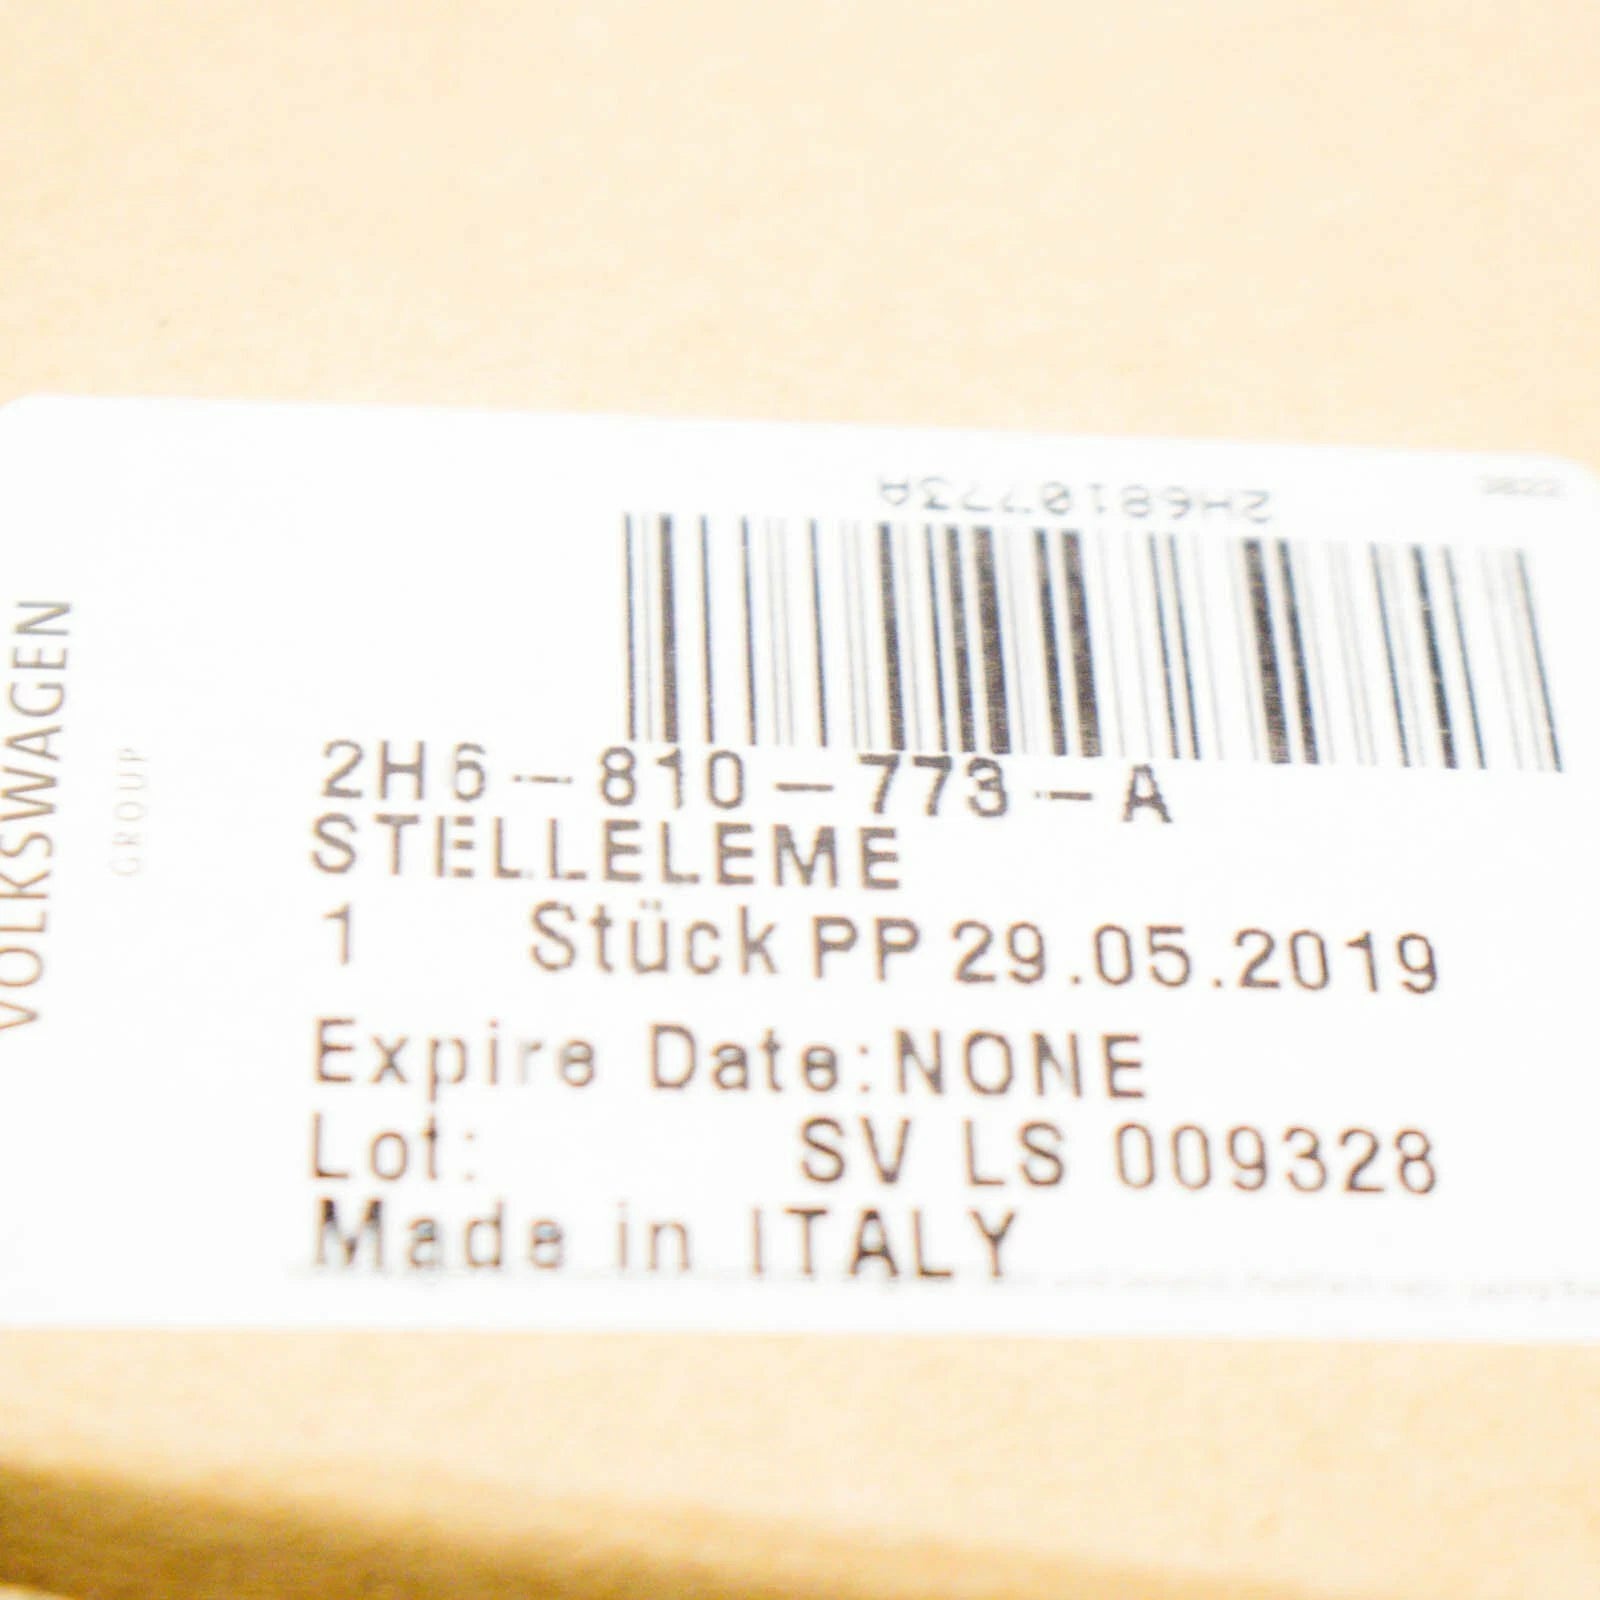 2H6810773A
VOLKSWAGEN
GROUP
2H6-810-773-A
STELLELEME
1 Stück PP 29.05.2019
Expire Date:NONE
Lot: SV LS 009328
Made in ITALY